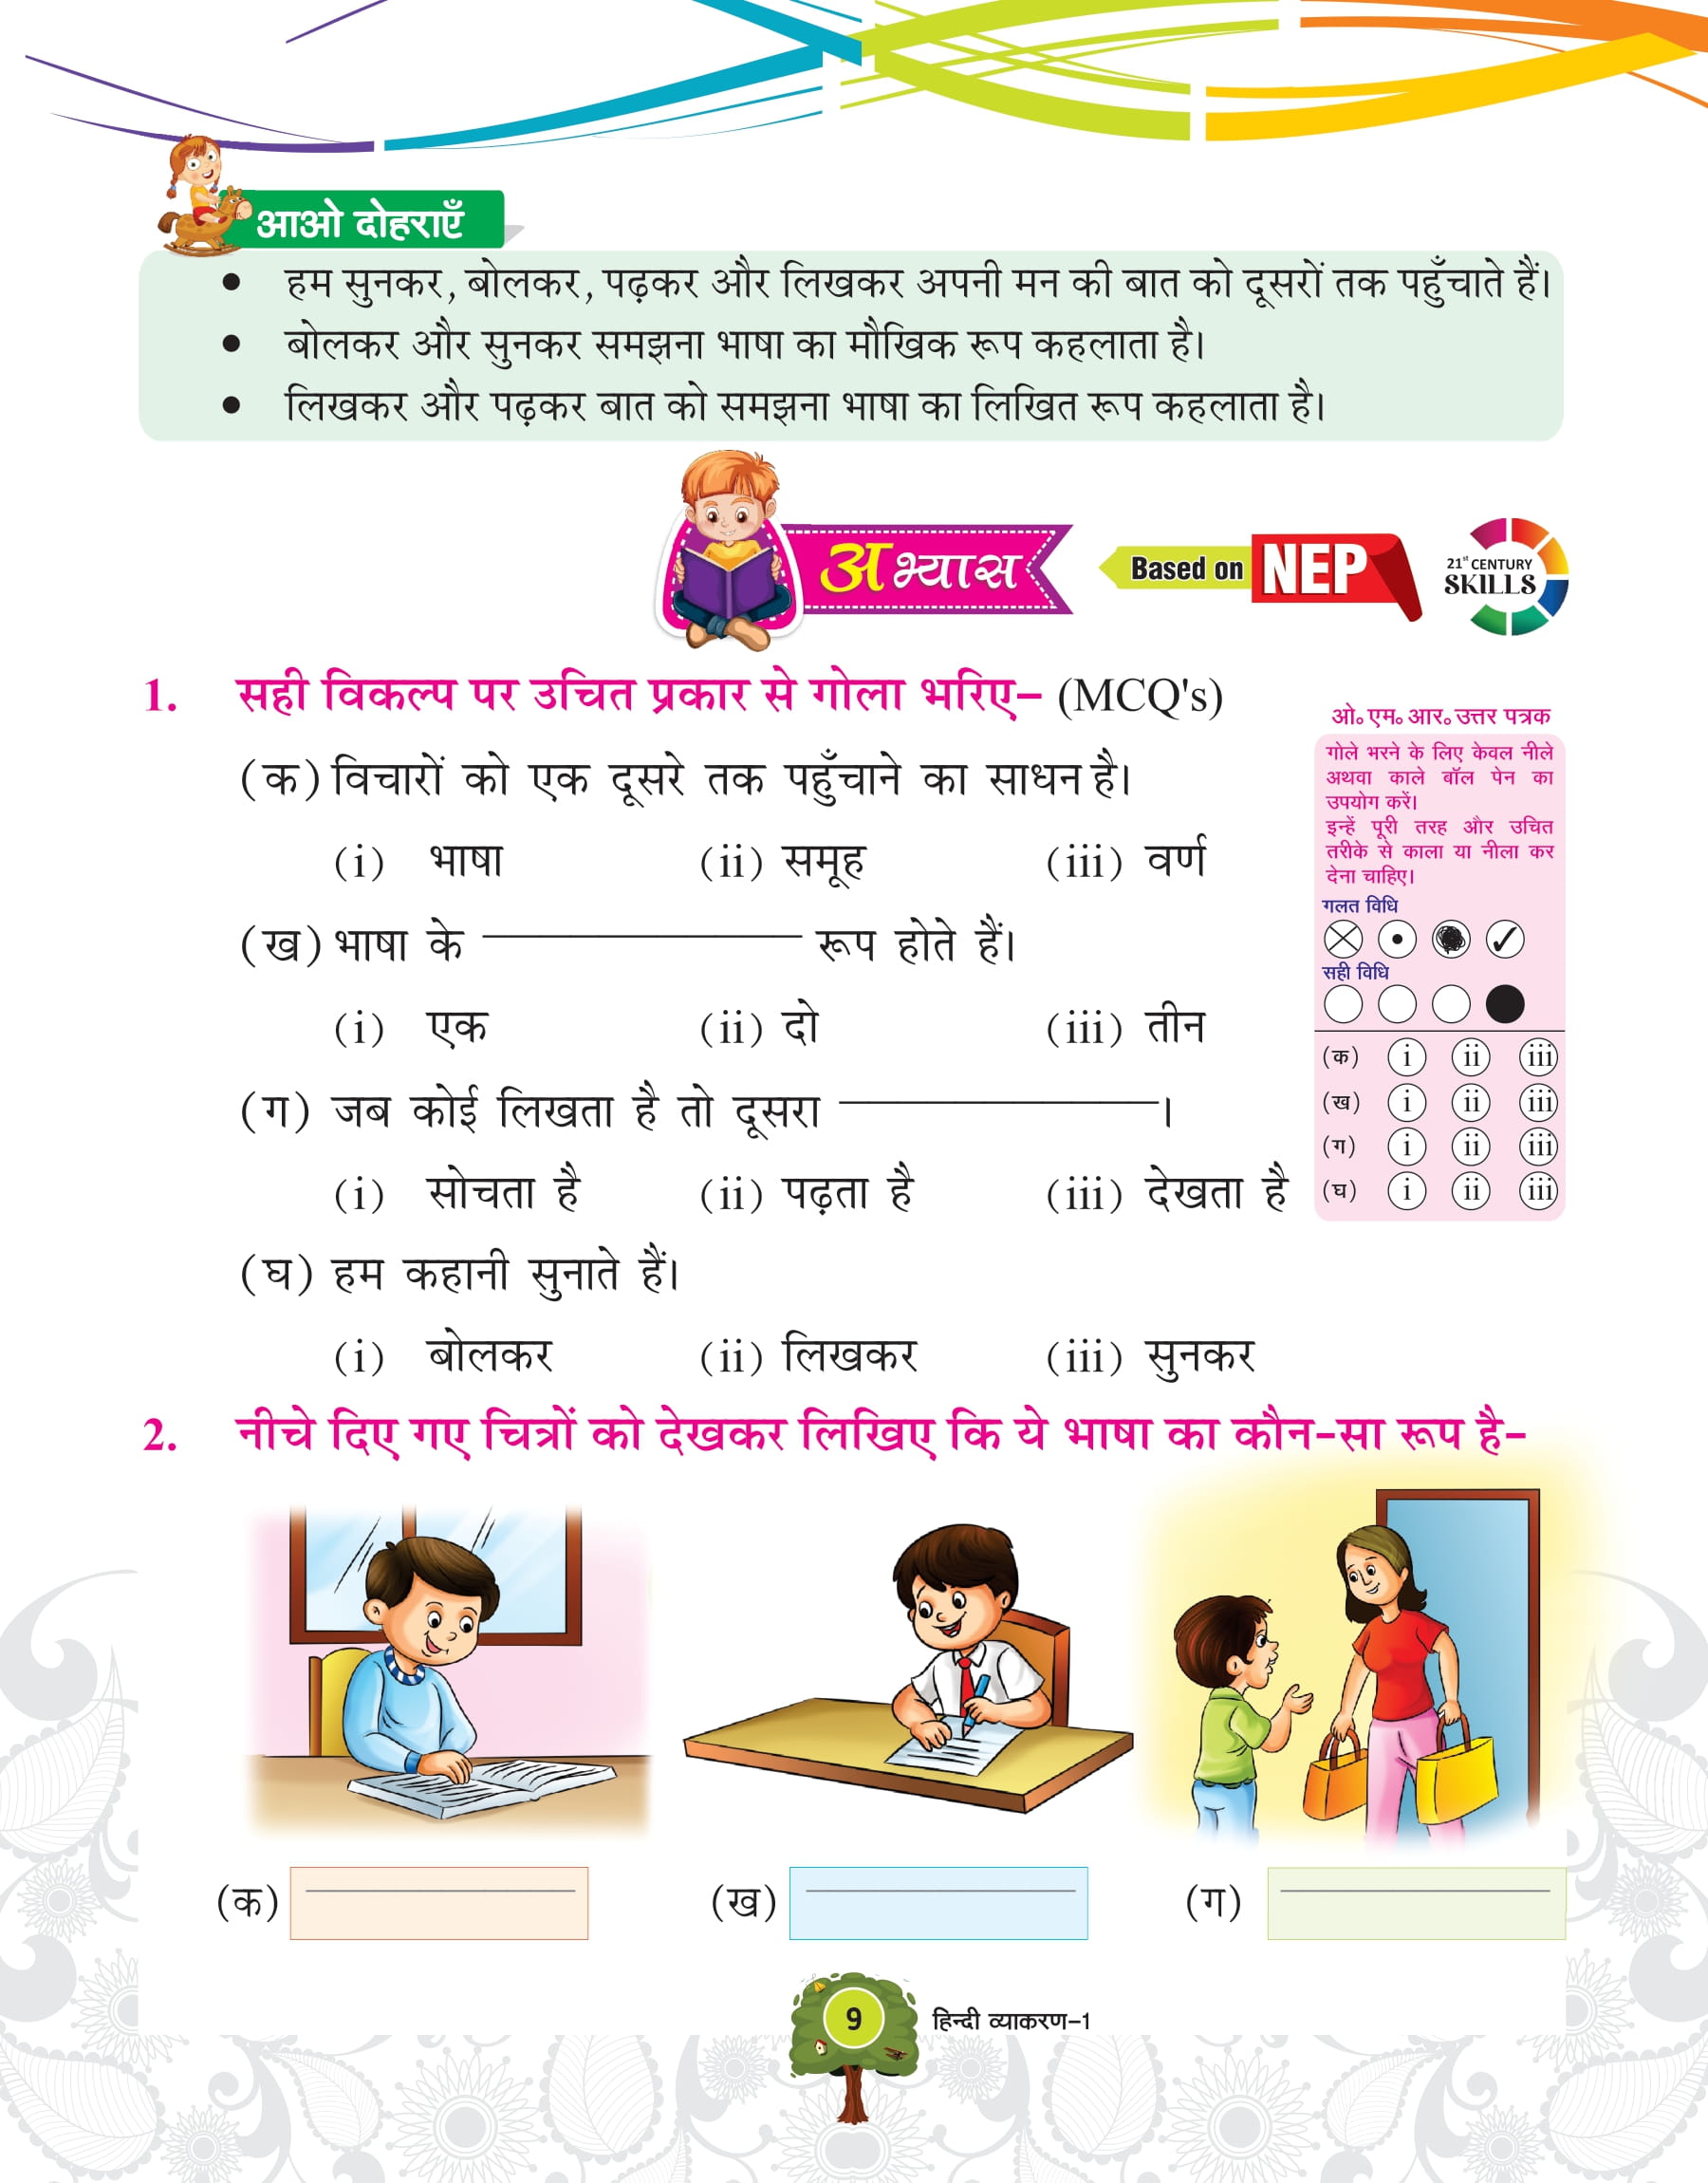 आओ दोहराएँ
• हम सुनकर, बोलकर, पढ़कर और लिखकर अपनी मन की बात को दूसरों तक पहुँचाते हैं।
• बोलकर और सुनकर समझना भाषा का मौखिक रूप कहलाता है।
• लिखकर और पढ़कर बात को समझना भाषा का लिखित रूप कहलाता है।
अभ्यास
Based on NEP
21st CENTURY
SKILLS
1. सही विकल्प पर उचित प्रकार से गोला भरिए– (MCQ's)
(क) विचारों को एक दूसरे तक पहुँचाने का साधन है।
(i) भाषा (ii) समूह (iii) वर्ण
(ख) भाषा के ____________ रूप होते हैं।
(i) एक (ii) दो (iii) तीन
(ग) जब कोई लिखता है तो दूसरा ____________।
(i) सोचता है (ii) पढ़ता है (iii) देखता है
(घ) हम कहानी सुनाते हैं।
(i) बोलकर (ii) लिखकर (iii) सुनकर
ओ॰ एम॰ आर॰ उत्तर पत्रक
गोले भरने के लिए केवल नीले
अथवा काले बॉल पेन का
उपयोग करें।
इन्हें पूरी तरह और उचित
तरीके से काला या नीला कर
देना चाहिए।
गलत विधि
सही विधि
(क) i ii iii
(ख) i ii iii
(ग) i ii iii
(घ) i ii iii
2. नीचे दिए गए चित्रों को देखकर लिखिए कि ये भाषा का कौन-सा रूप है–
(क) ____________ (ख) ____________ (ग) ____________
9 हिन्दी व्याकरण-1